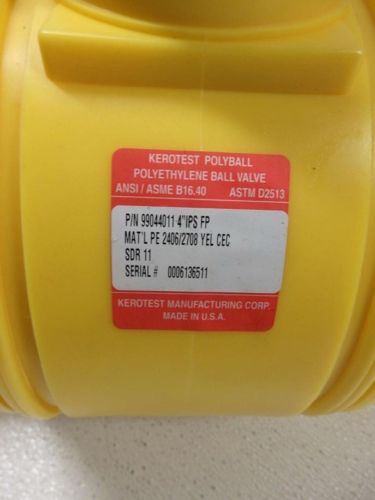 KEROTEST POLYBALL
POLYETHYLENE BALL VALVE
ANSI / ASME B16.40 ASTM D2513
P/N 99044011 4"IPS FP
MAT'L PE 2406/2708 YEL CEC
SDR 11
SERIAL # 0006136511
KEROTEST MANUFACTURING CORP.
MADE IN U.S.A.